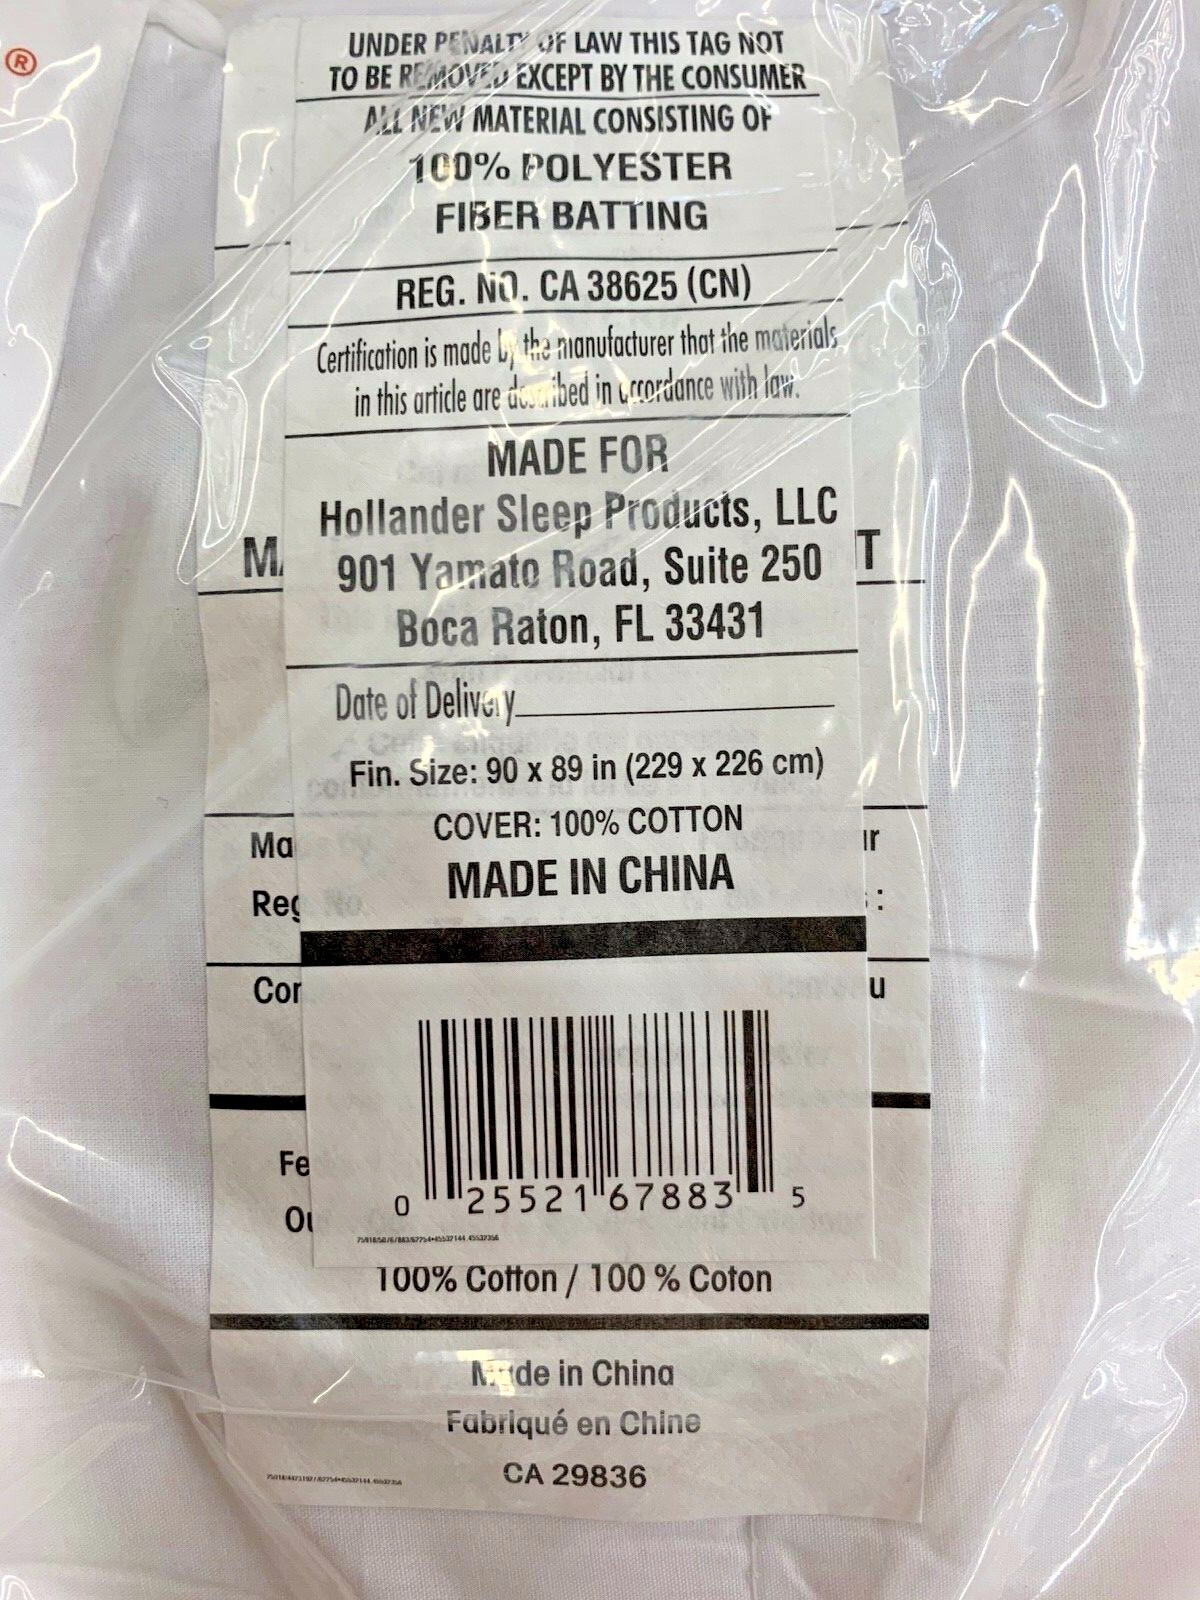 ®
UNDER PENALTY OF LAW THIS TAG NOT
TO BE REMOVED EXCEPT BY THE CONSUMER
ALL NEW MATERIAL CONSISTING OF
100% POLYESTER
FIBER BATTING
REG. NO. CA 38625 (CN)
Certification is made by the manufacturer that the materials
in this article are described in accordance with law.
MADE FOR
Hollander Sleep Products, LLC
901 Yamato Road, Suite 250
Boca Raton, FL 33431
Date of Delivery
Fin. Size: 90 x 89 in (229 x 226 cm)
COVER: 100% COTTON
MADE IN CHINA
0 25521 67883 5
100% Cotton / 100 % Coton
Made in China
Fabriqué en Chine
CA 29836